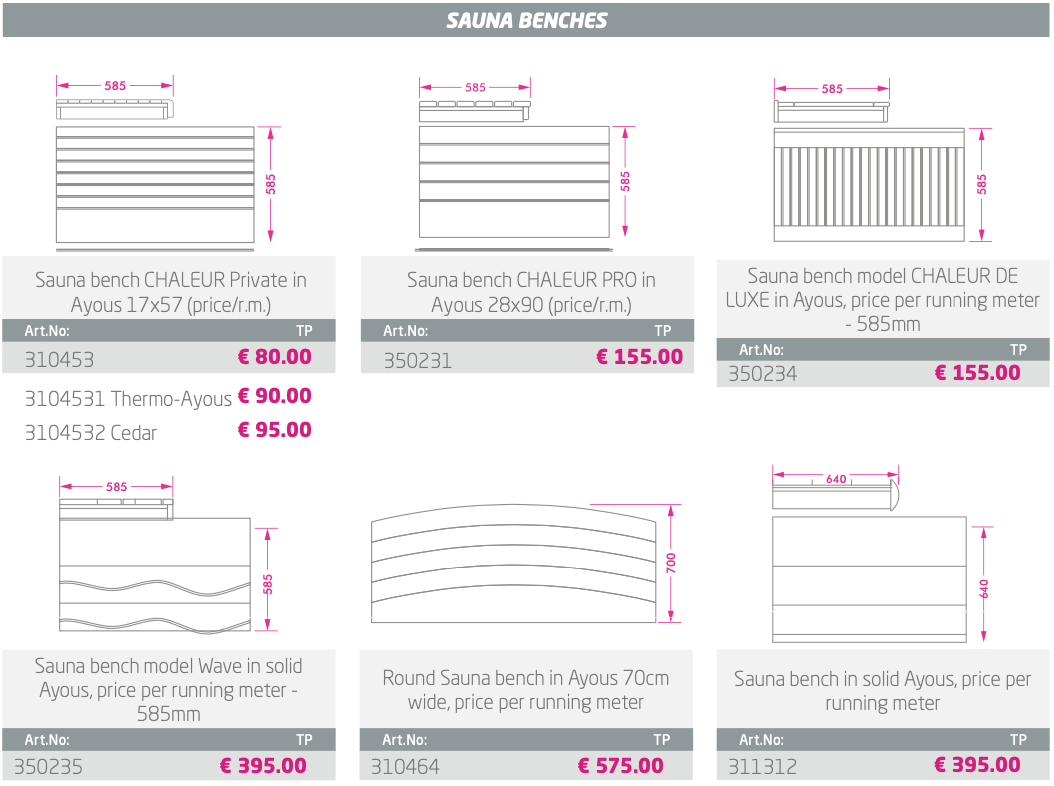 SAUNA BENCHES
585
585
Sauna bench CHALEUR Private in
Ayous 17x57 (price/r.m.)
Art.No: TP
310453 € 80.00
3104531 Thermo-Ayous € 90.00
3104532 Cedar € 95.00
585
585
Sauna bench CHALEUR PRO in
Ayous 28x90 (price/r.m.)
Art.No: TP
350231 € 155.00
585
585
Sauna bench model CHALEUR DE
LUXE in Ayous, price per running meter
- 585mm
Art.No: TP
350234 € 155.00
585
585
Sauna bench model Wave in solid
Ayous, price per running meter -
585mm
Art.No: TP
350235 € 395.00
700
Round Sauna bench in Ayous 70cm
wide, price per running meter
Art.No: TP
310464 € 575.00
640
640
Sauna bench in solid Ayous, price per
running meter
Art.No: TP
311312 € 395.00